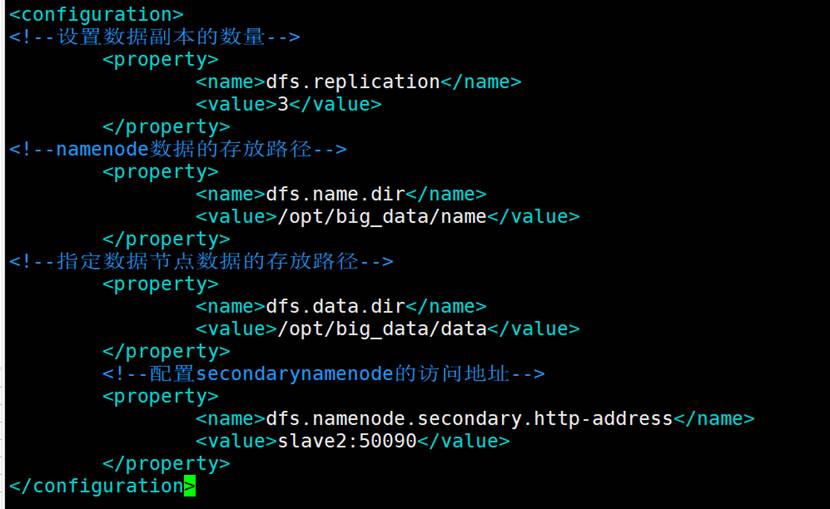 <configuration>
<!--设置数据副本的数量-->
<property>
<name>dfs.replication</name>
<value>3</value>
</property>
<!--namenode数据的存放路径-->
<property>
<name>dfs.name.dir</name>
<value>/opt/big_data/name</value>
</property>
<!--指定数据节点数据的存放路径-->
<property>
<name>dfs.data.dir</name>
<value>/opt/big_data/data</value>
</property>
<!--配置secondarynamenode的访问地址-->
<property>
<name>dfs.namenode.secondary.http-address</name>
<value>slave2:50090</value>
</property>
</configuration>